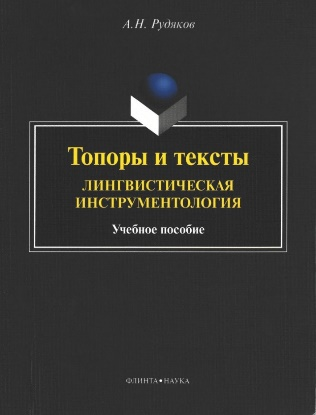 А.Н. Рудяков
Топоры и тексты
ЛИНГВИСТИЧЕСКАЯ
ИНСТРУМЕНТОЛОГИЯ
Учебное пособие
ФЛИНТА•НАУКА